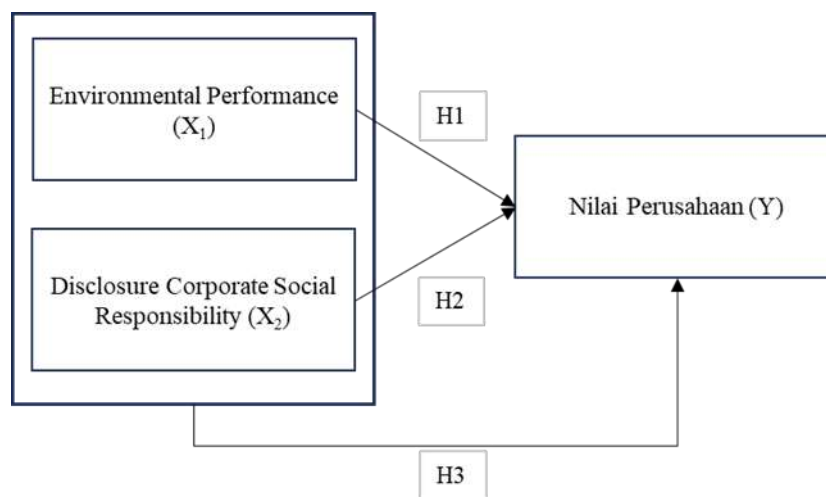 Environmental Performance
(X₁)
H1
Nilai Perusahaan (Y)
Disclosure Corporate Social
Responsibility (X₂)
H2
H3